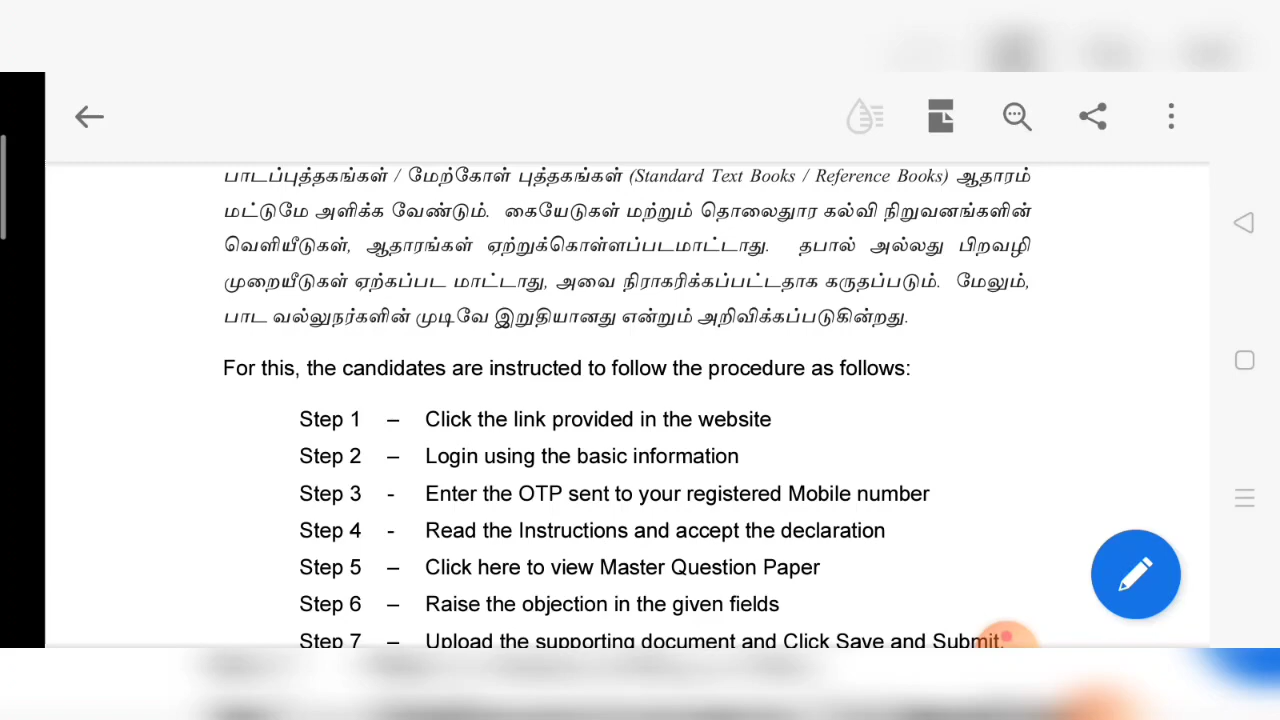 பாடப்புத்தகங்கள் / மேற்கோள் புத்தகங்கள் (Standard Text Books / Reference Books) ஆதாரம்
மட்டுமே அளிக்க வேண்டும். கையேடுகள் மற்றும் தொலைதுார கல்வி நிறுவனங்களின்
வெளியீடுகள், ஆதாரங்கள் ஏற்றுக்கொள்ளப்படமாட்டாது. தபால் அல்லது பிறவழி
முறையீடுகள் ஏற்கப்பட மாட்டாது, அவை நிராகரிக்கப்பட்டதாக கருதப்படும். மேலும்,
பாட வல்லுநர்களின் முடிவே இறுதியானது என்றும் அறிவிக்கப்படுகின்றது.
For this, the candidates are instructed to follow the procedure as follows:
Step 1 – Click the link provided in the website
Step 2 – Login using the basic information
Step 3 - Enter the OTP sent to your registered Mobile number
Step 4 - Read the Instructions and accept the declaration
Step 5 – Click here to view Master Question Paper
Step 6 – Raise the objection in the given fields
Step 7 – Upload the supporting document and Click Save and Submit.